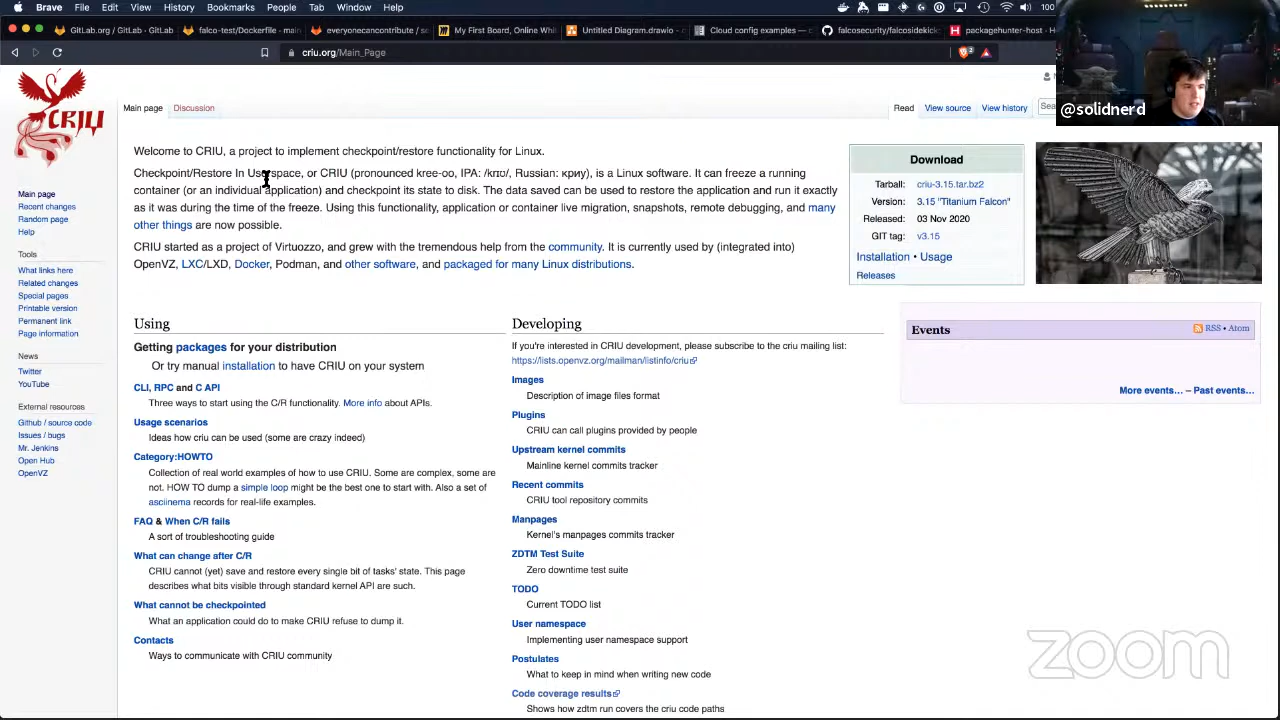 Brave File Edit View History Bookmarks People Tab Window Help
100
GitLab.org / GitLab · GitLab
falco-test/Dockerfile · main
everyonecancontribute / se
My First Board, Online Whi
Untitled Diagram.drawio - d
Cloud config examples —
falcosecurity/falcosidekick
packagehunter-host
criu.org/Main_Page
@solidnerd
CRIU
Main page
Discussion
Read
View source
View history
Sea
Welcome to CRIU, a project to implement checkpoint/restore functionality for Linux.
Checkpoint/Restore In Userspace, or CRIU (pronounced kree-oo, IPA: /krɪʊ/, Russian: криу), is a Linux software. It can freeze a running
container (or an individual application) and checkpoint its state to disk. The data saved can be used to restore the application and run it exactly
as it was during the time of the freeze. Using this functionality, application or container live migration, snapshots, remote debugging, and many
other things are now possible.
CRIU started as a project of Virtuozzo, and grew with the tremendous help from the community. It is currently used by (integrated into)
OpenVZ, LXC/LXD, Docker, Podman, and other software, and packaged for many Linux distributions.
Download
Tarball: criu-3.15.tar.bz2
Version: 3.15 "Titanium Falcon"
Released: 03 Nov 2020
GIT tag: v3.15
Installation • Usage
Releases
Main page
Recent changes
Random page
Help
Tools
What links here
Related changes
Special pages
Printable version
Permanent link
Page information
News
Twitter
YouTube
External resources
Github / source code
Issues / bugs
Mr. Jenkins
Open Hub
OpenVZ
Using
Getting packages for your distribution
Or try manual installation to have CRIU on your system
CLI, RPC and C API
Three ways to start using the C/R functionality. More info about APIs.
Usage scenarios
Ideas how criu can be used (some are crazy indeed)
Category:HOWTO
Collection of real world examples of how to use CRIU. Some are complex, some are
not. HOW TO dump a simple loop might be the best one to start with. Also a set of
asciinema records for real-life examples.
FAQ & When C/R fails
A sort of troubleshooting guide
What can change after C/R
CRIU cannot (yet) save and restore every single bit of tasks' state. This page
describes what bits visible through standard kernel API are such.
What cannot be checkpointed
What an application could do to make CRIU refuse to dump it.
Contacts
Ways to communicate with CRIU community
Developing
If you're interested in CRIU development, please subscribe to the criu mailing list:
https://lists.openvz.org/mailman/listinfo/criu
Images
Description of image files format
Plugins
CRIU can call plugins provided by people
Upstream kernel commits
Mainline kernel commits tracker
Recent commits
CRIU tool repository commits
Manpages
Kernel's manpages commits tracker
ZDTM Test Suite
Zero downtime test suite
TODO
Current TODO list
User namespace
Implementing user namespace support
Postulates
What to keep in mind when writing new code
Code coverage results
Shows how zdtm run covers the criu code paths
Events
RSS • Atom
More events… – Past events…
zoom